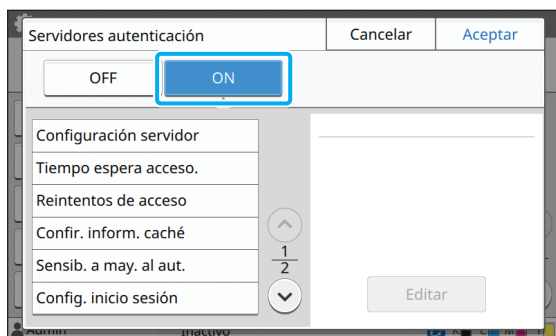 Servidores autenticación
Cancelar
Aceptar
OFF
ON
Configuración servidor
Tiempo espera acceso.
Reintentos de acceso
Confir. inform. caché
Sensib. a may. al aut.
Config. inicio sesión
1
2
Editar
Admin Inactivo K C M Y